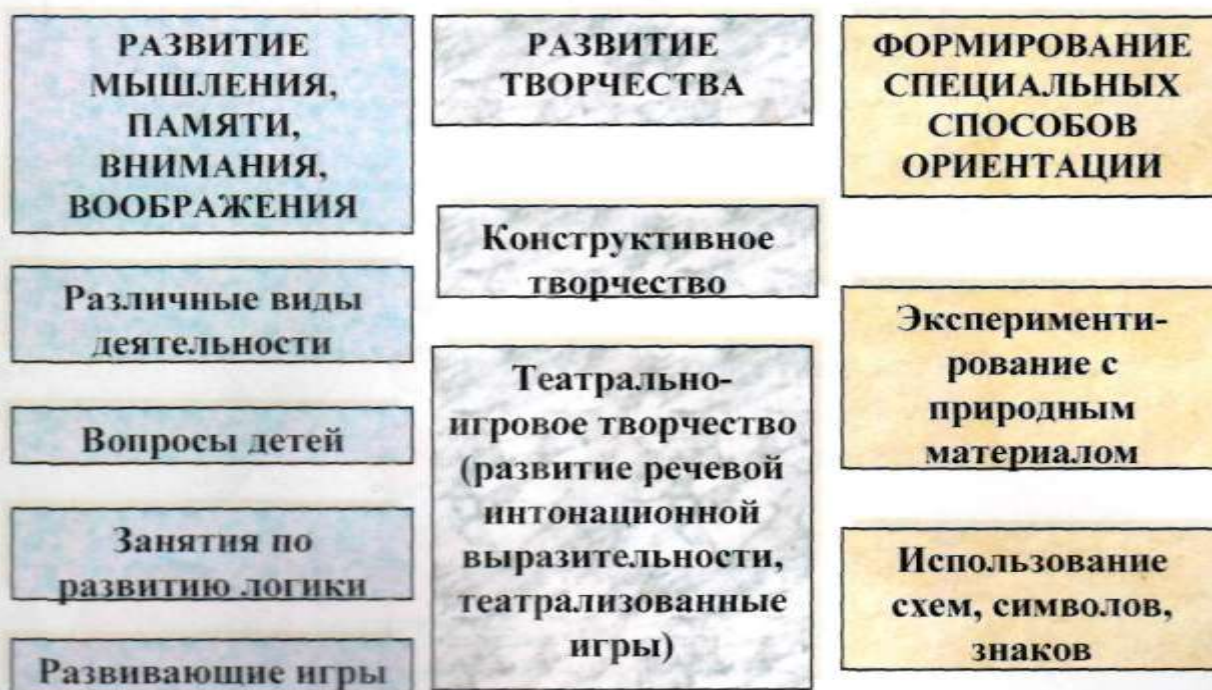 РАЗВИТИЕ
МЫШЛЕНИЯ,
ПАМЯТИ,
ВНИМАНИЯ,
ВООБРАЖЕНИЯ
Различные виды
деятельности
Вопросы детей
Занятия по
развитию логики
Развивающие игры
РАЗВИТИЕ
ТВОРЧЕСТВА
Конструктивное
творчество
Театрально-
игровое творчество
(развитие речевой
интонационной
выразительности,
театрализованные
игры)
ФОРМИРОВАНИЕ
СПЕЦИАЛЬНЫХ
СПОСОБОВ
ОРИЕНТАЦИИ
Эксперименти-
рование с
природным
материалом
Использование
схем, символов,
знаков